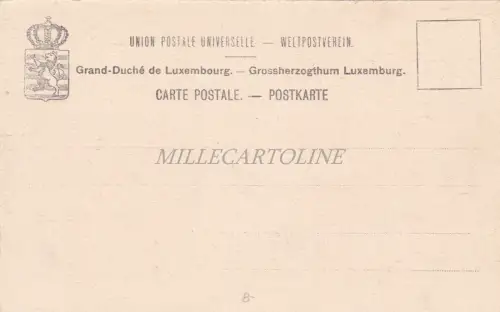 UNION POSTALE UNIVERSELLE. — WELTPOSTVEREIN.
Grand-Duché de Luxembourg. — Grossherzogthum Luxemburg.
CARTE POSTALE. — POSTKARTE
MILLECARTOLINE
8-